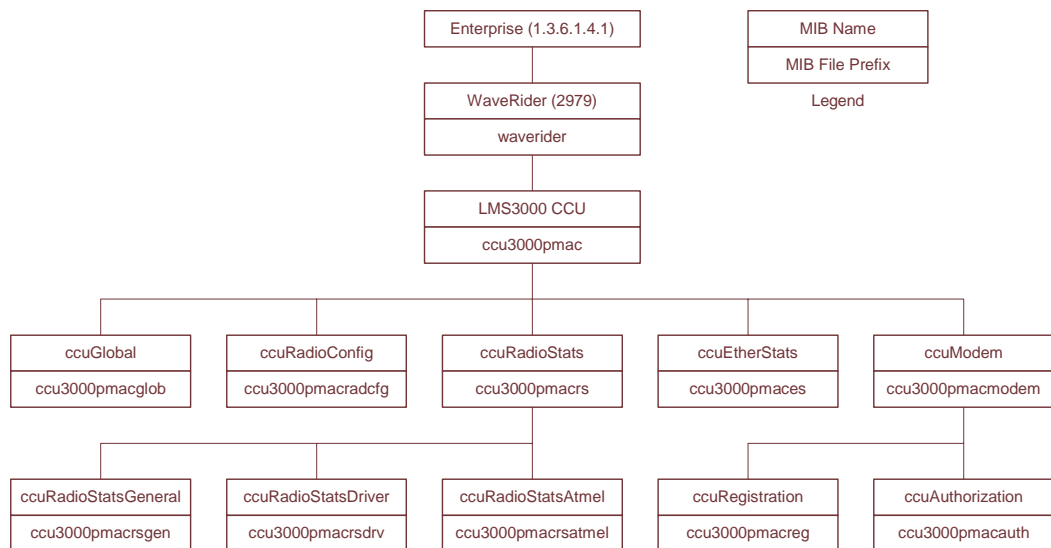 Enterprise (1.3.6.1.4.1)
MIB Name
MIB File Prefix
Legend
WaveRider (2979)
waverider
LMS3000 CCU
ccu3000pmac
ccuGlobal
ccu3000pmacglob
ccuRadioConfig
ccu3000pmacradcfg
ccuRadioStats
ccu3000pmacrs
ccuEtherStats
ccu3000pmaces
ccuModem
ccu3000pmacmodem
ccuRadioStatsGeneral
ccu3000pmacrsgen
ccuRadioStatsDriver
ccu3000pmacrsdrv
ccuRadioStatsAtmel
ccu3000pmacrsatmel
ccuRegistration
ccu3000pmacreg
ccuAuthorization
ccu3000pmacauth